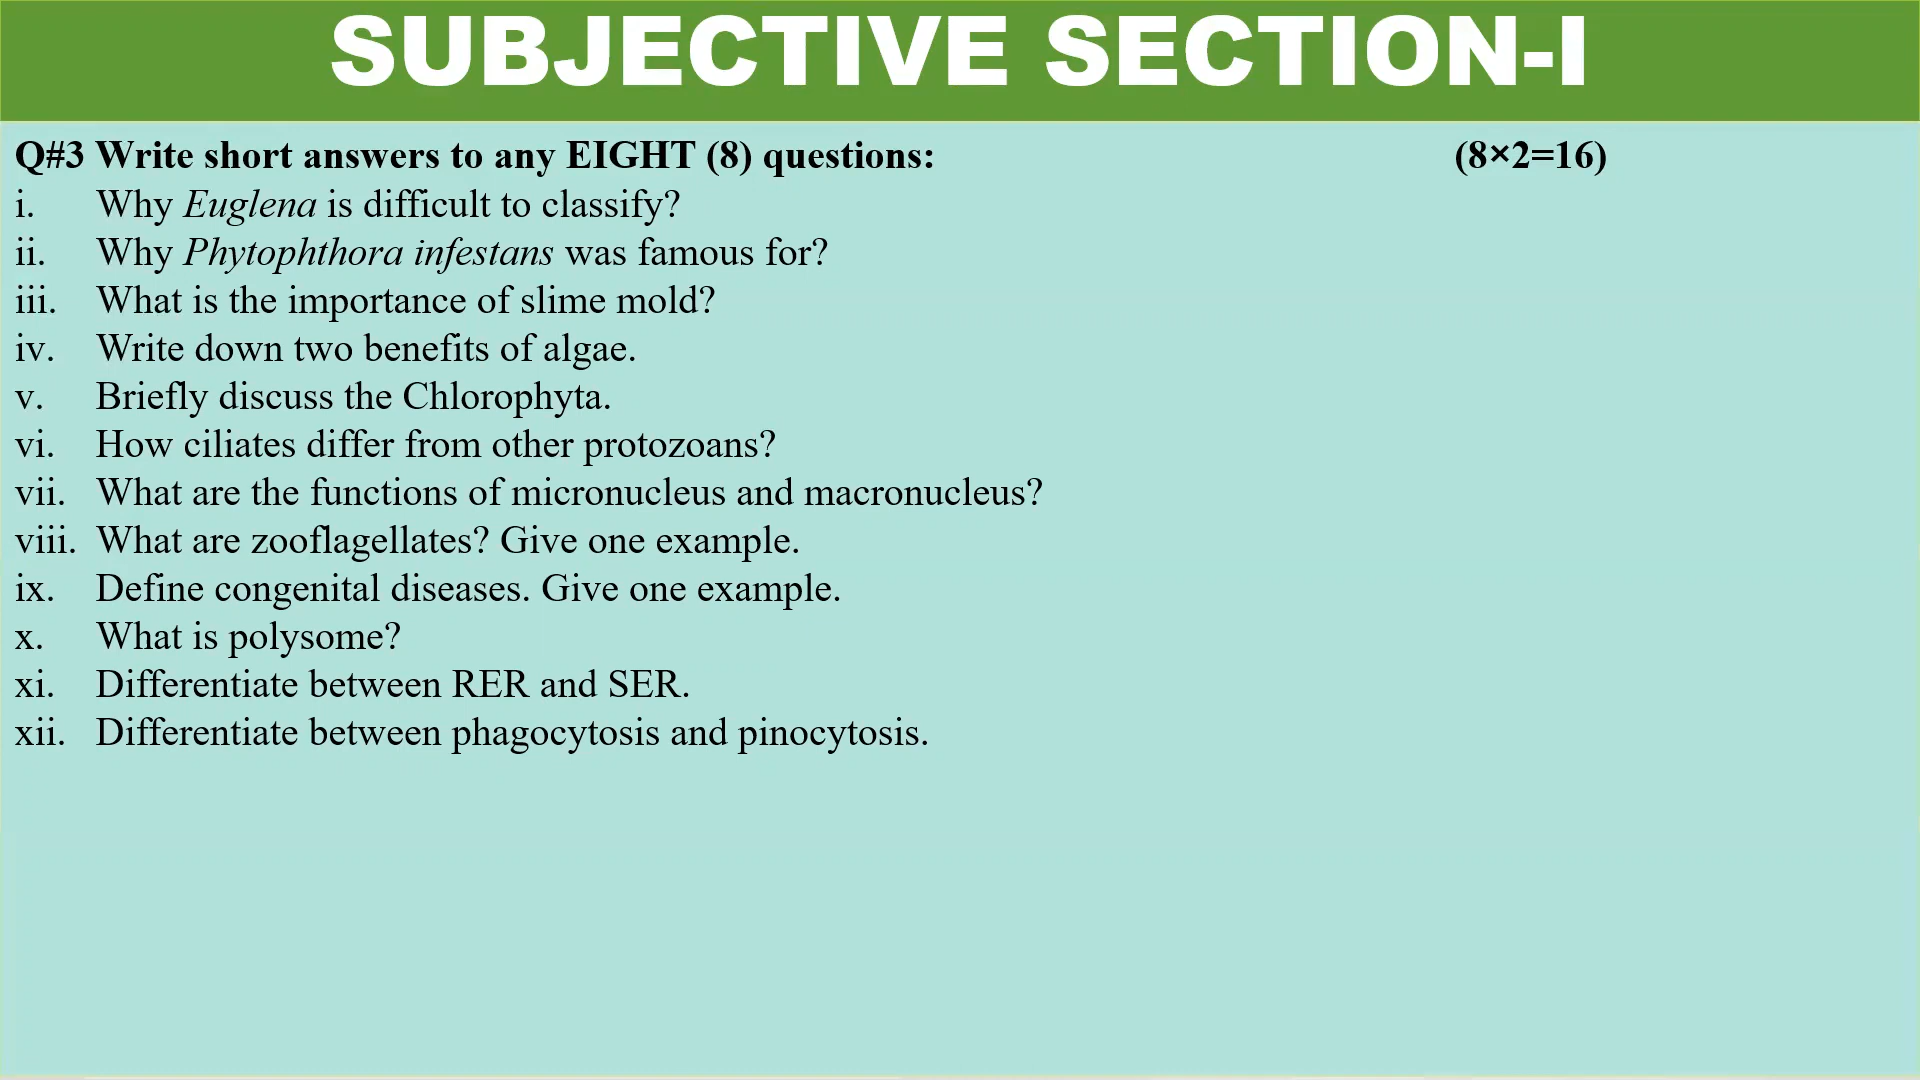 SUBJECTIVE SECTION-I
Q#3 Write short answers to any EIGHT (8) questions: (8×2=16)
i. Why Euglena is difficult to classify?
ii. Why Phytophthora infestans was famous for?
iii. What is the importance of slime mold?
iv. Write down two benefits of algae.
v. Briefly discuss the Chlorophyta.
vi. How ciliates differ from other protozoans?
vii. What are the functions of micronucleus and macronucleus?
viii. What are zooflagellates? Give one example.
ix. Define congenital diseases. Give one example.
x. What is polysome?
xi. Differentiate between RER and SER.
xii. Differentiate between phagocytosis and pinocytosis.